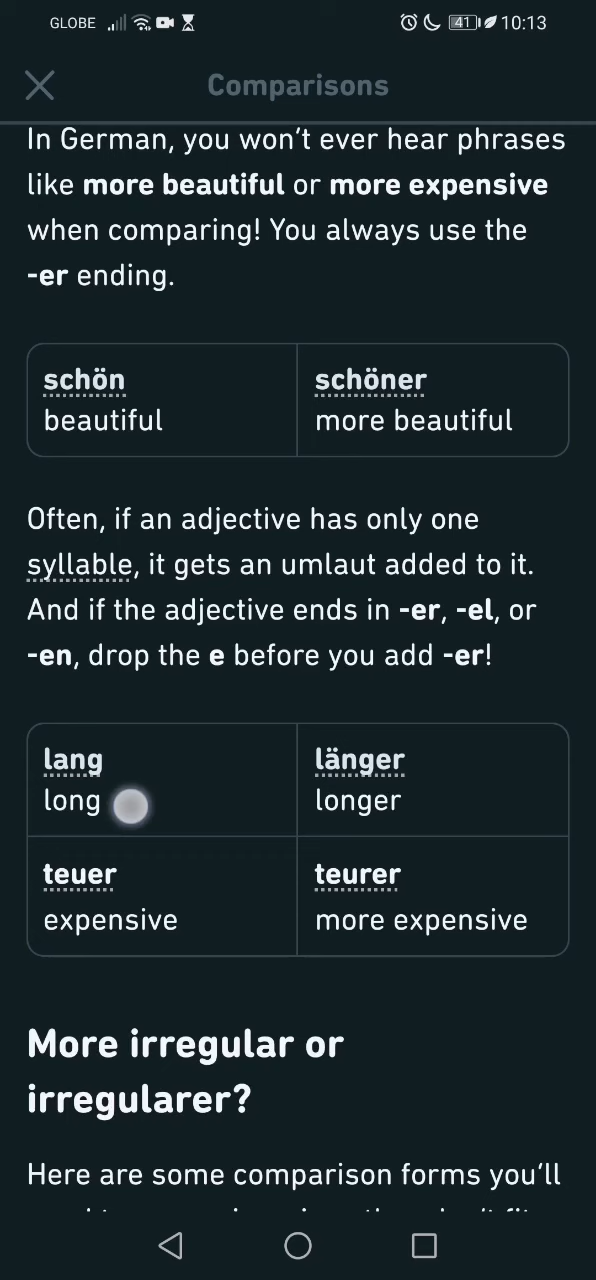 GLOBE 41 10:13
Comparisons
In German, you won't ever hear phrases
like more beautiful or more expensive
when comparing! You always use the
-er ending.
schön schöner
beautiful more beautiful
Often, if an adjective has only one
syllable, it gets an umlaut added to it.
And if the adjective ends in -er, -el, or
-en, drop the e before you add -er!
lang länger
long longer
teuer teurer
expensive more expensive
More irregular or
irregularer?
Here are some comparison forms you'll